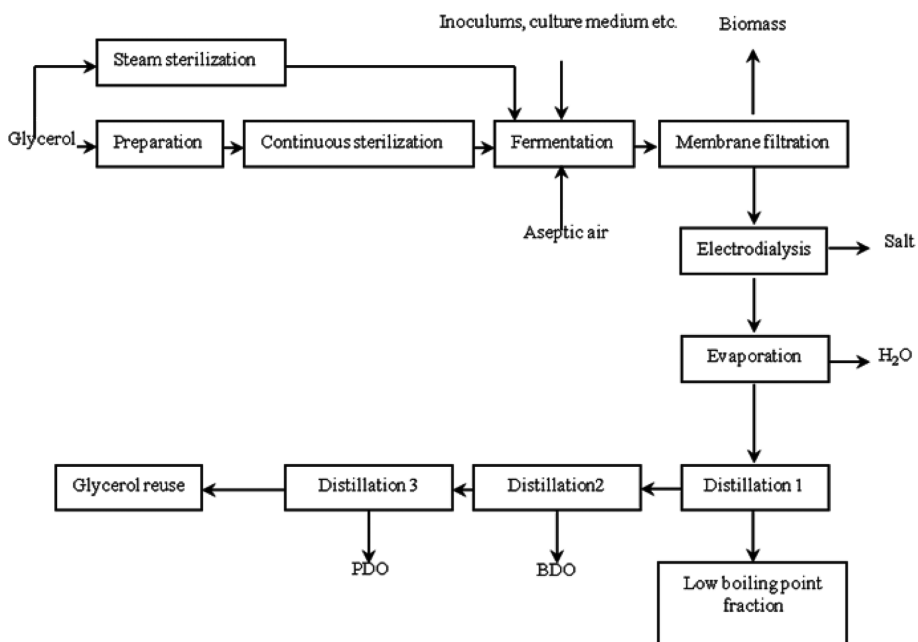 Inoculums, culture medium etc.
Biomass
Steam sterilization
Glycerol
Preparation
Continuous sterilization
Fermentation
Membrane filtration
Aseptic air
Electrodialysis
Salt
Evaporation
H₂O
Glycerol reuse
Distillation 3
Distillation2
Distillation 1
PDO
BDO
Low boiling point
fraction